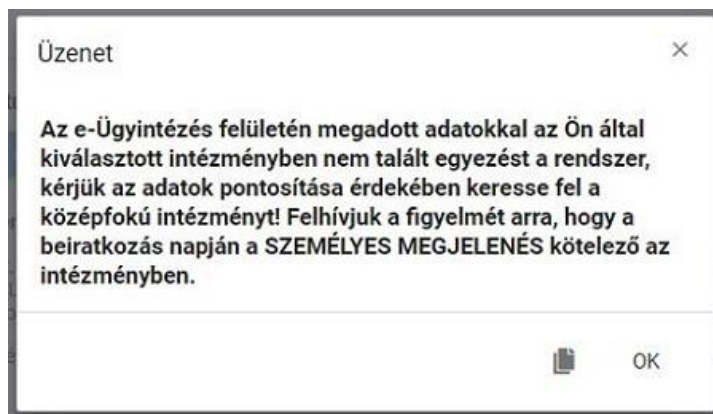 Üzenet
Az e-Ügyintézés felületén megadott adatokkal az Ön által
kiválasztott intézményben nem talált egyezést a rendszer,
kérjük az adatok pontosítása érdekében keresse fel a
középfokú intézményt! Felhívjuk a figyelmét arra, hogy a
beiratkozás napján a SZEMÉLYES MEGJELENÉS kötelező az
intézményben.
OK